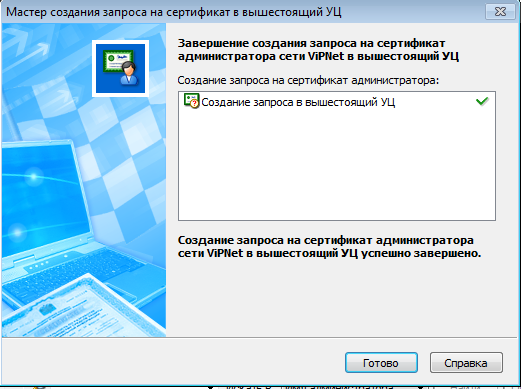 Мастер создания запроса на сертификат в вышестоящий УЦ
Завершение создания запроса на сертификат
администратора сети ViPNet в вышестоящий УЦ
Создание запроса на сертификат администратора:
Создание запроса в вышестоящий УЦ
Создание запроса на сертификат администратора
сети ViPNet в вышестоящий УЦ успешно завершено.
Готово
Справка